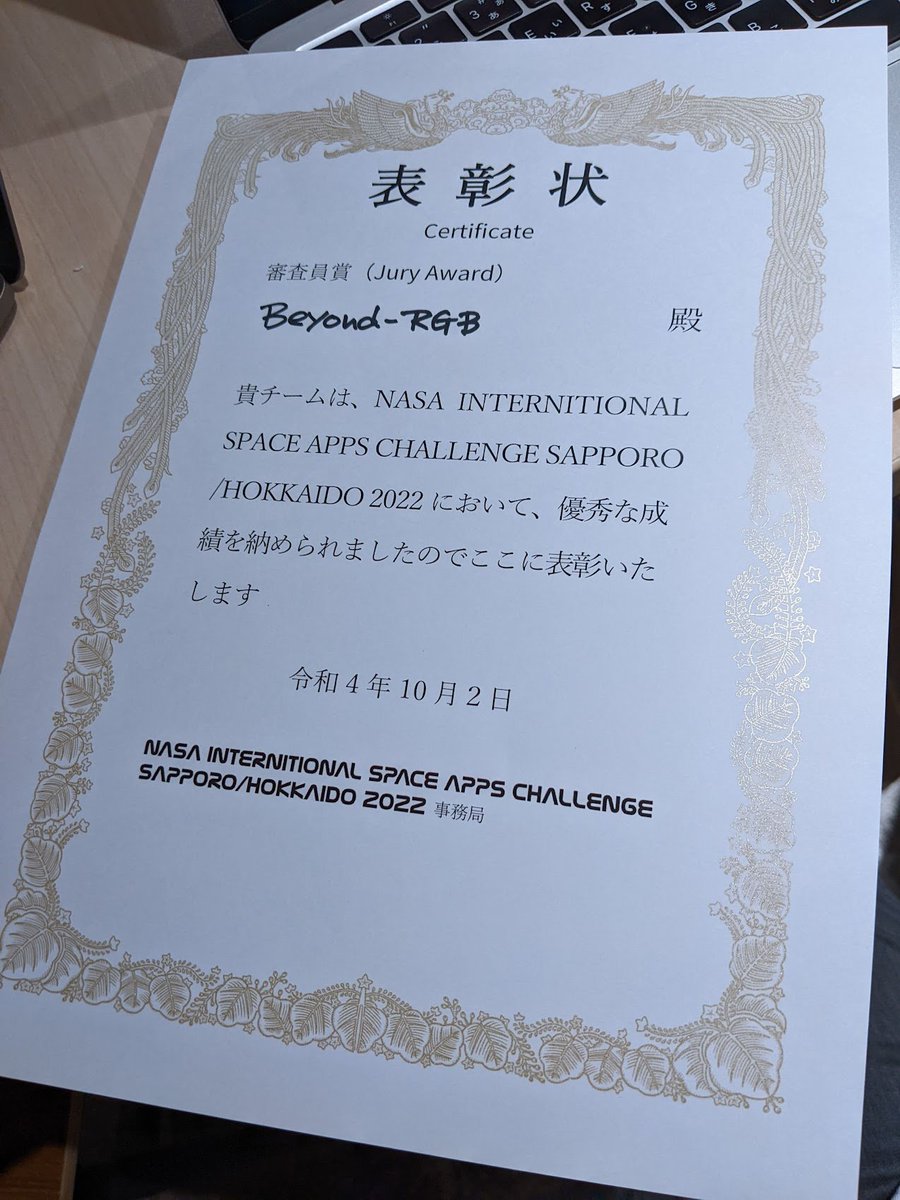 表彰状
Certificate
審査員賞（Jury Award）
Beyond-RGB 殿
貴チームは、NASA INTERNITIONAL
SPACE APPS CHALLENGE SAPPORO
/HOKKAIDO 2022 において、優秀な成
績を納められましたのでここに表彰いた
します
令和 4 年 10 月 2 日
NASA INTERNITIONAL SPACE APPS CHALLENGE
SAPPORO/HOKKAIDO 2022 事務局